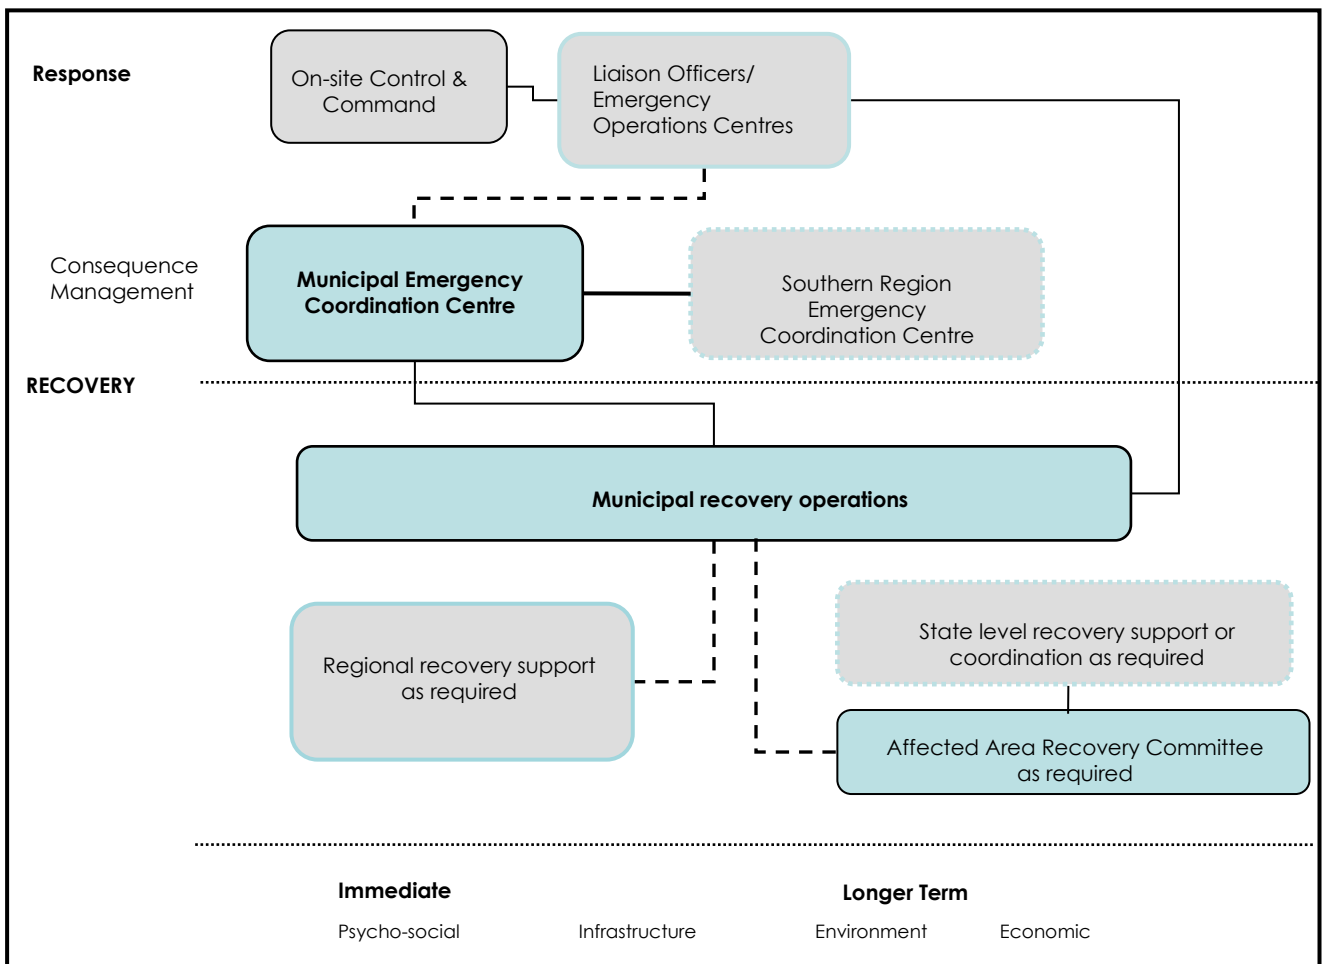 Response
On-site Control &
Command
Liaison Officers/
Emergency
Operations Centres
Consequence
Management
Municipal Emergency
Coordination Centre
Southern Region
Emergency
Coordination Centre
RECOVERY
Municipal recovery operations
Regional recovery support
as required
State level recovery support or
coordination as required
Affected Area Recovery Committee
as required
Immediate
Longer Term
Psycho-social
Infrastructure
Environment
Economic